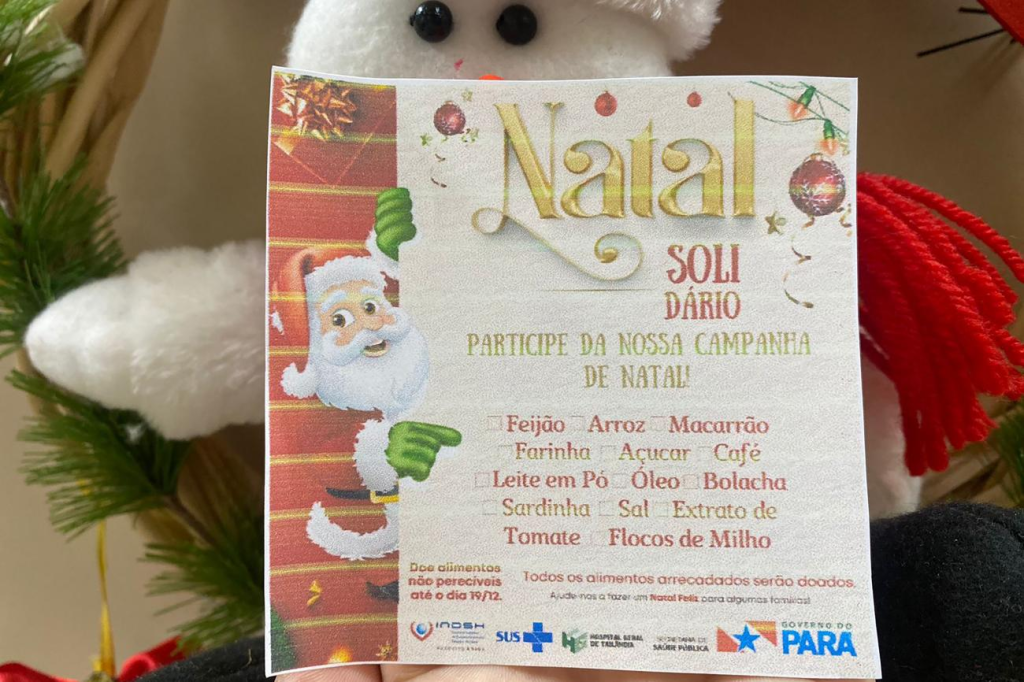 Natal
SOLI
DÁRIO
PARTICIPE DA NOSSA CAMPANHA
DE NATAL!
Feijão Arroz Macarrão
Farinha Açucar Café
Leite em Pó Óleo Bolacha
Sardinha Sal Extrato de
Tomate Flocos de Milho
Doe alimentos
não perecíveis
até o dia 19/12.
Todos os alimentos arrecadados serão doados.
Ajude-nos a fazer um Natal Feliz para algumas famílias!
INDSH
SUS
HOSPITAL GERAL
DE TAILÂNDIA
SECRETARIA DE
SAÚDE PÚBLICA
GOVERNO DO
PARÁ